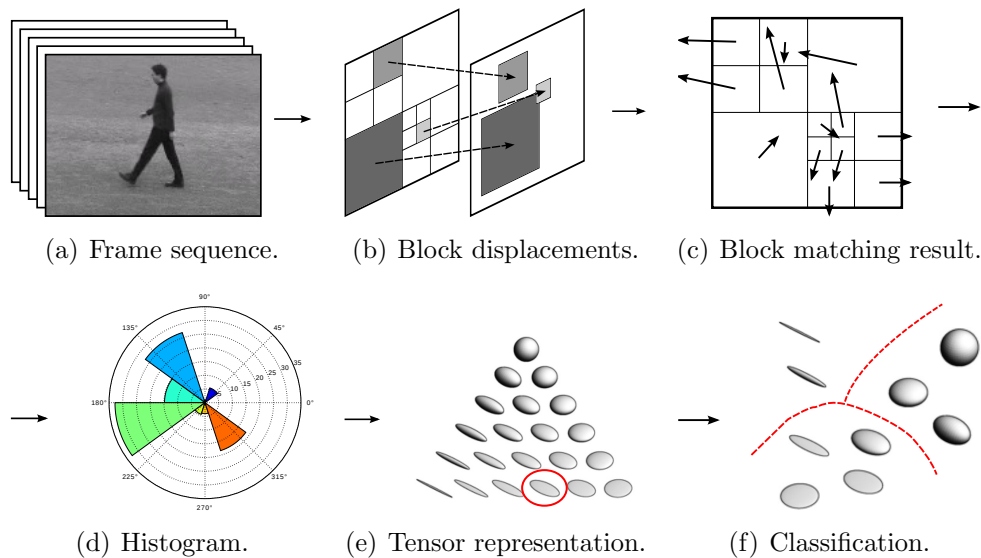 (a) Frame sequence.
(b) Block displacements.
(c) Block matching result.
90°
135°
45°
35
30
25
20
15
10
5
180°
0°
225°
315°
270°
(d) Histogram.
(e) Tensor representation.
(f) Classification.